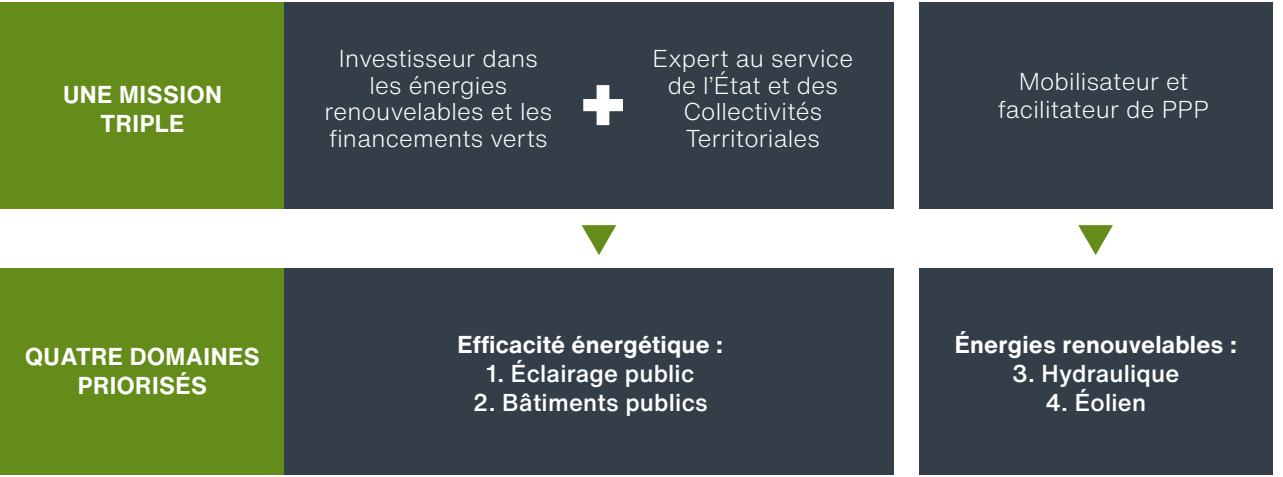 UNE MISSION
TRIPLE
Investisseur dans
les énergies
renouvelables et les
financements verts
Expert au service
de l'État et des
Collectivités
Territoriales
Mobilisateur et
facilitateur de PPP
QUATRE DOMAINES
PRIORISÉS
Efficacité énergétique :
1. Éclairage public
2. Bâtiments publics
Énergies renouvelables :
3. Hydraulique
4. Éolien